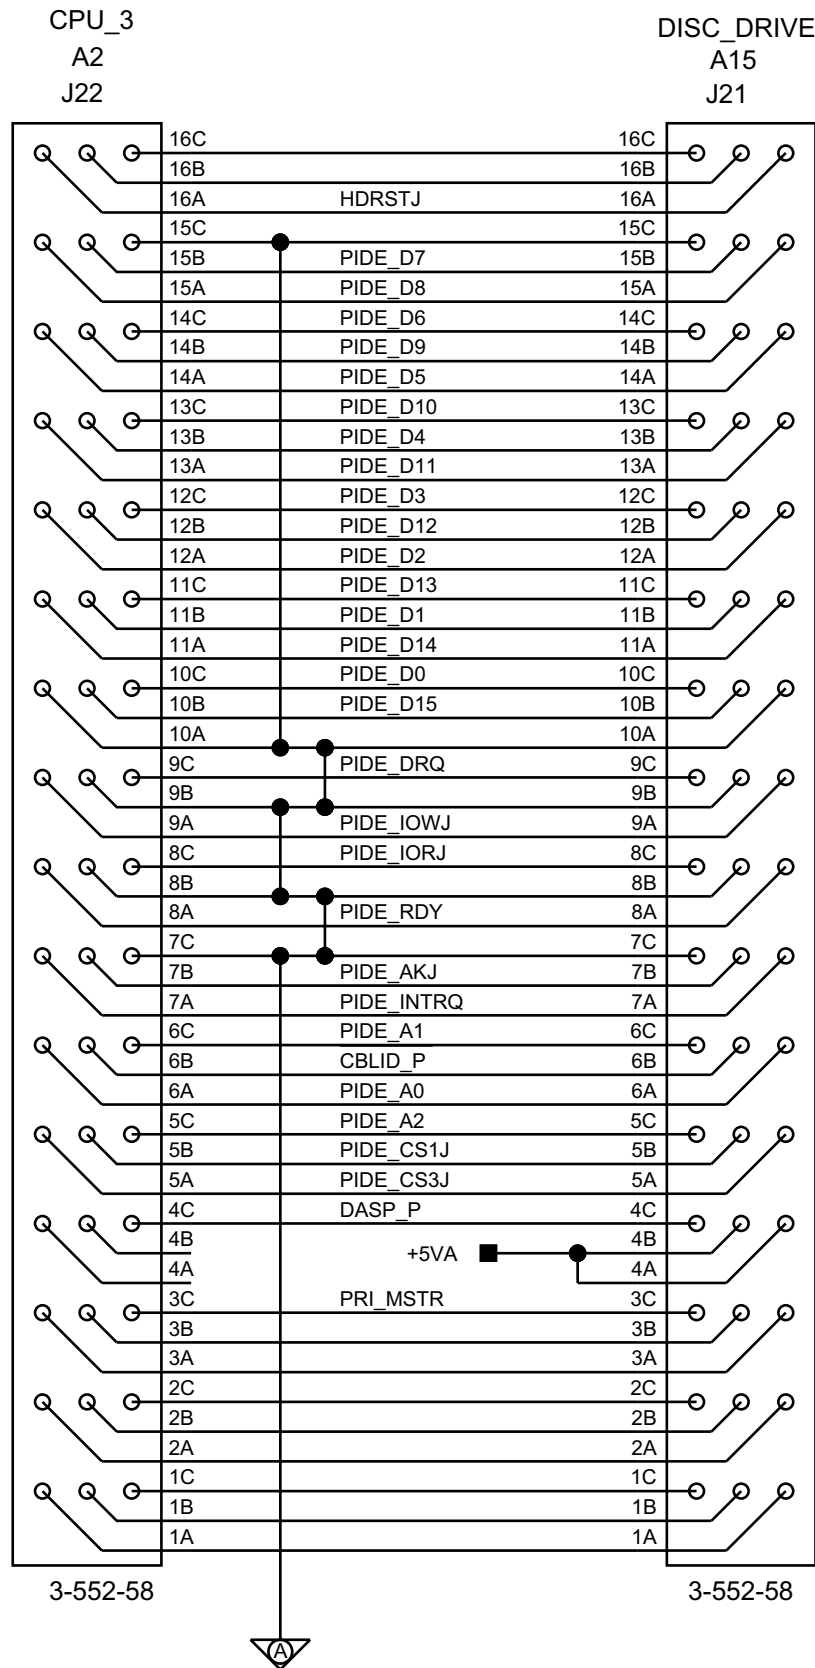 CPU_3 DISC_DRIVE
A2 A15
J22 J21
16C 16C
16B 16B
16A HDRSTJ 16A
15C 15C
15B PIDE_D7 15B
15A PIDE_D8 15A
14C PIDE_D6 14C
14B PIDE_D9 14B
14A PIDE_D5 14A
13C PIDE_D10 13C
13B PIDE_D4 13B
13A PIDE_D11 13A
12C PIDE_D3 12C
12B PIDE_D12 12B
12A PIDE_D2 12A
11C PIDE_D13 11C
11B PIDE_D1 11B
11A PIDE_D14 11A
10C PIDE_D0 10C
10B PIDE_D15 10B
10A 10A
9C PIDE_DRQ 9C
9B 9B
9A PIDE_IOWJ 9A
8C PIDE_IORJ 8C
8B 8B
8A PIDE_RDY 8A
7C 7C
7B PIDE_AKJ 7B
7A PIDE_INTRQ 7A
6C PIDE_A1 6C
6B CBLID_P 6B
6A PIDE_A0 6A
5C PIDE_A2 5C
5B PIDE_CS1J 5B
5A PIDE_CS3J 5A
4C DASP_P 4C
4B +5VA 4B
4A 4A
3C PRI_MSTR 3C
3B 3B
3A 3A
2C 2C
2B 2B
2A 2A
1C 1C
1B 1B
1A 1A
3-552-58 3-552-58
A